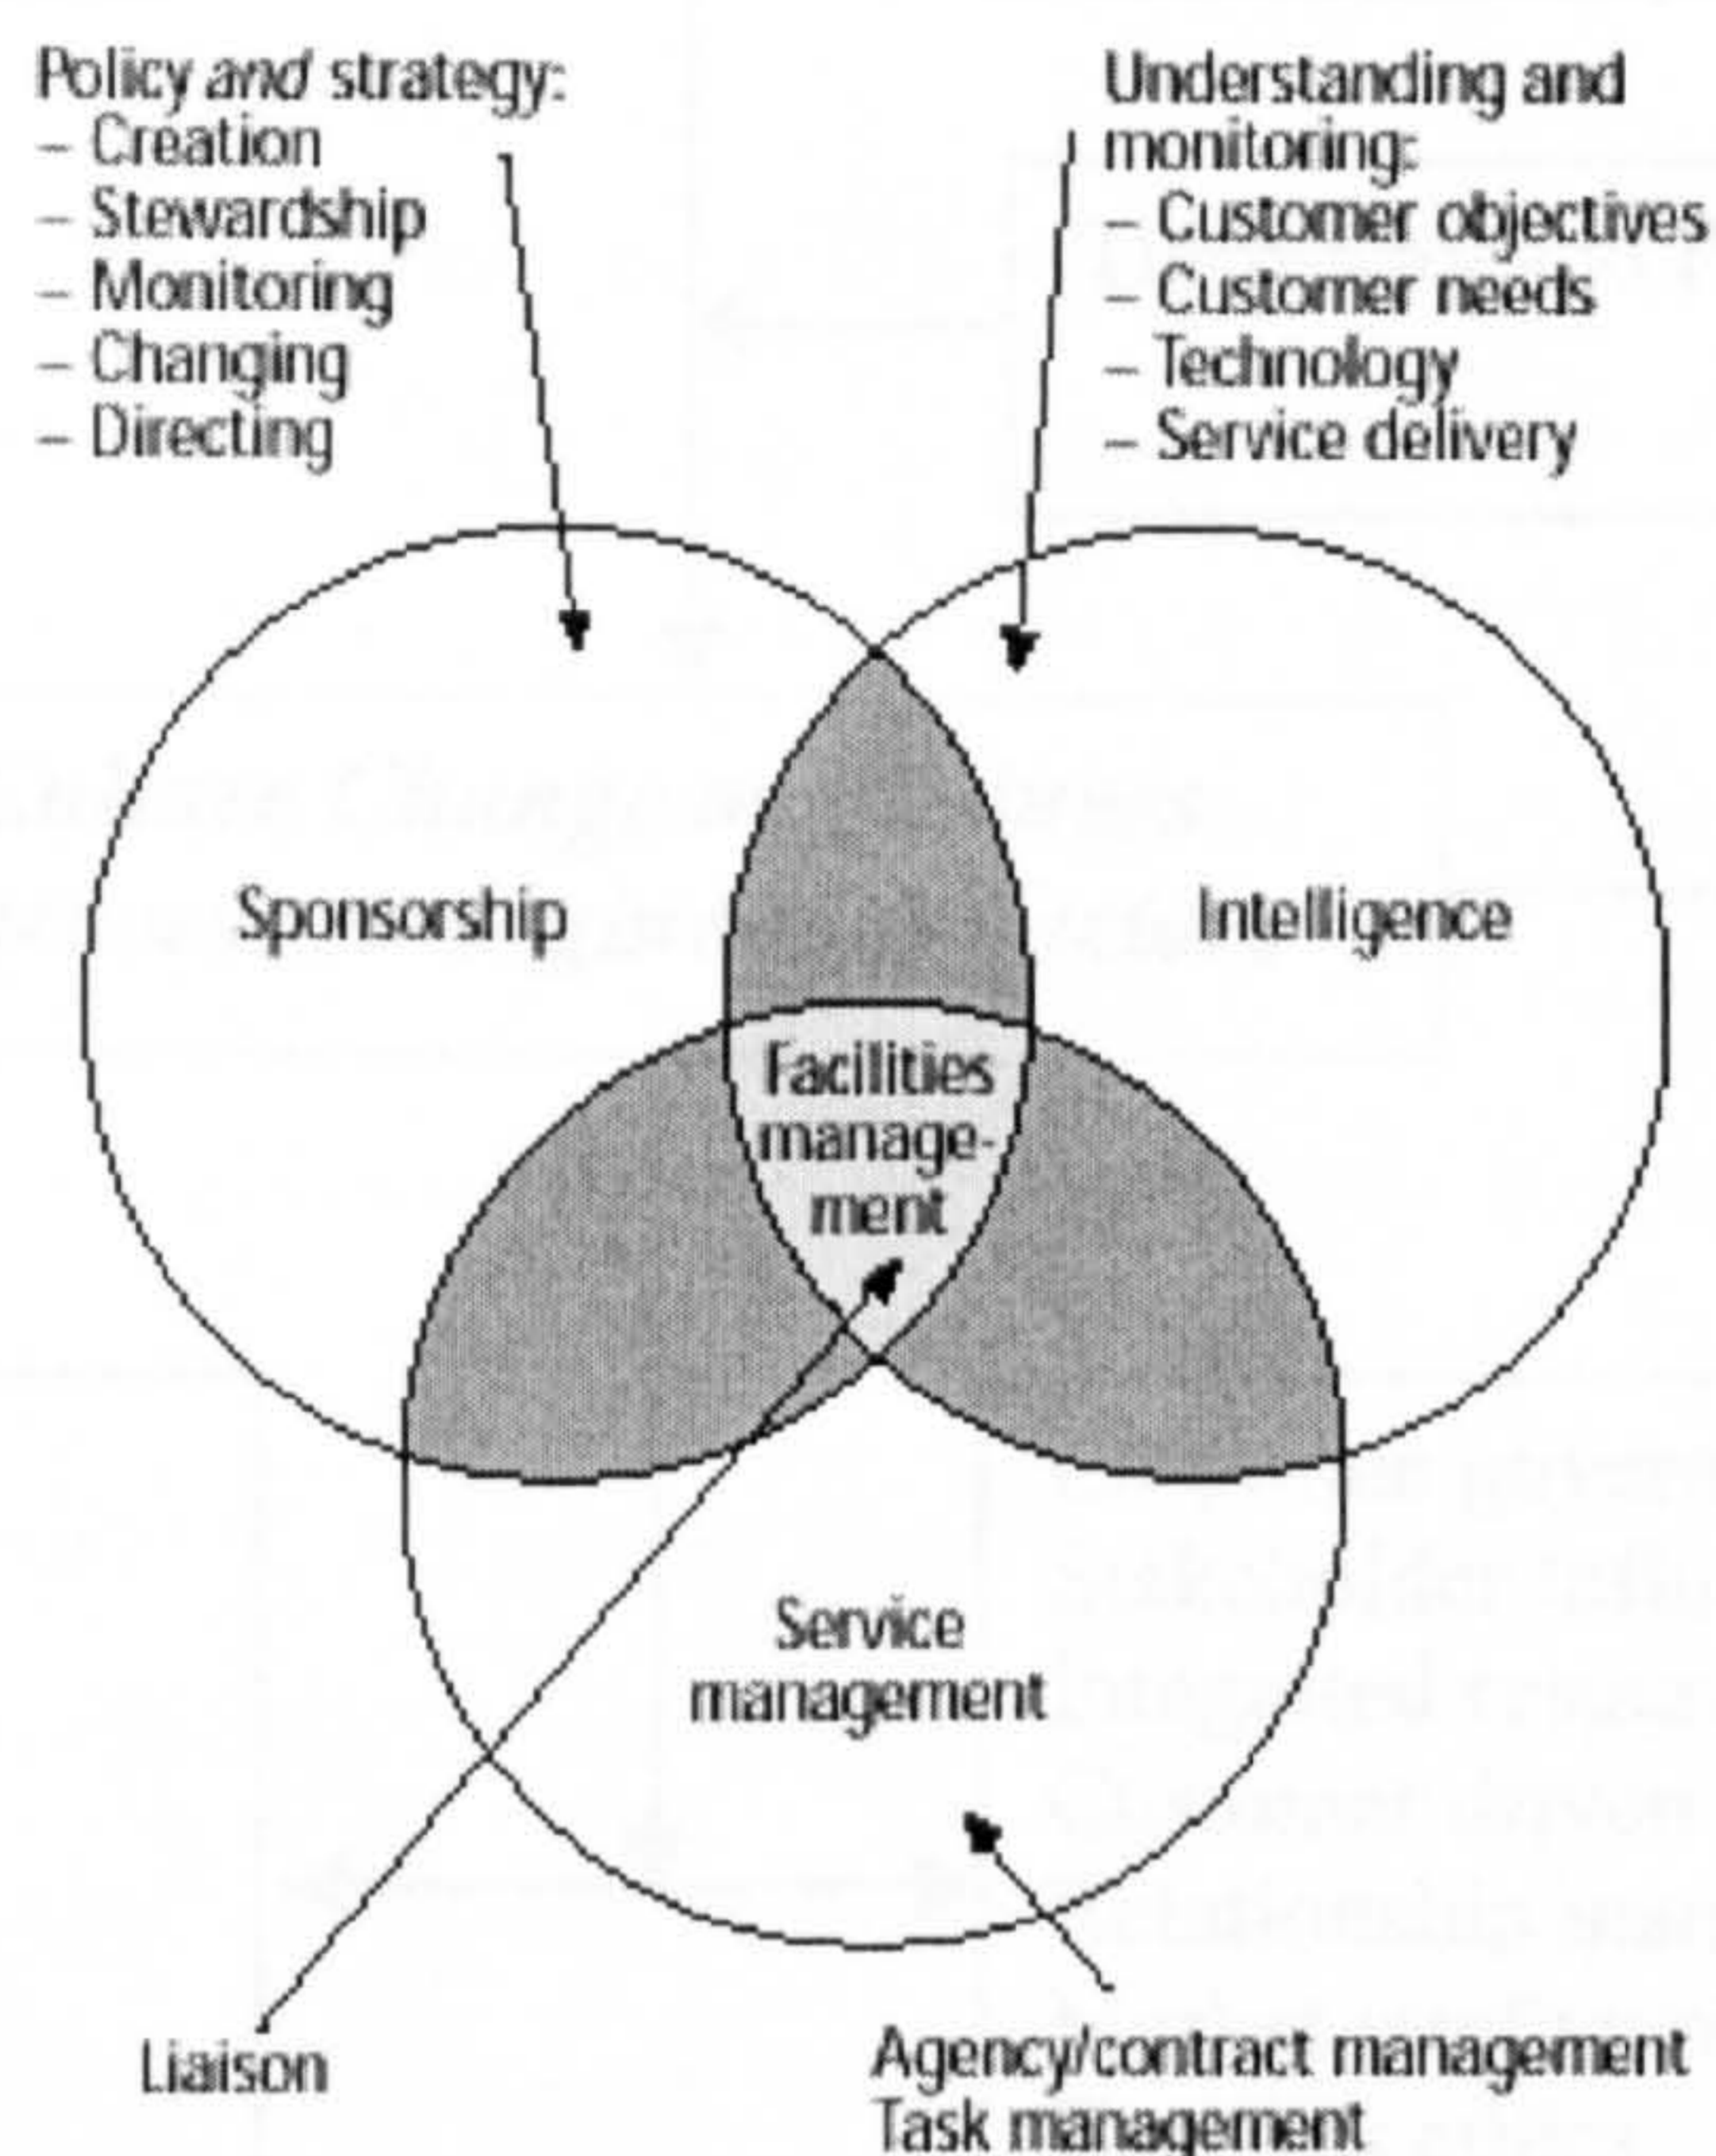 Policy and strategy:
– Creation
– Stewardship
– Monitoring
– Changing
– Directing
Understanding and
monitoring:
– Customer objectives
– Customer needs
– Technology
– Service delivery
Sponsorship
Intelligence
Facilities
manage-
ment
Service
management
Liaison
Agency/contract management
Task management